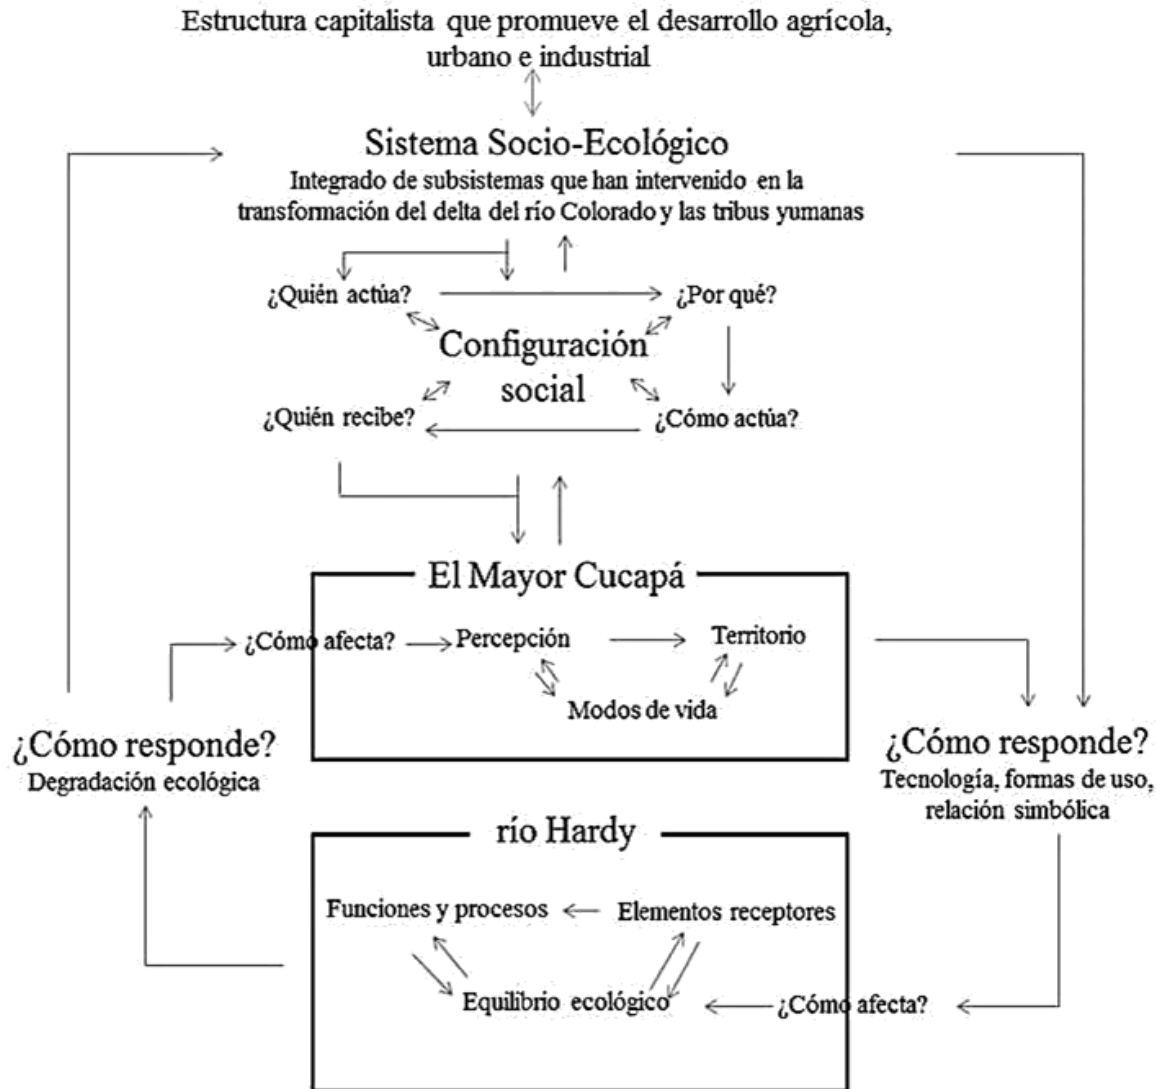 Estructura capitalista que promueve el desarrollo agrícola,
urbano e industrial
Sistema Socio-Ecológico
Integrado de subsistemas que han intervenido en la
transformación del delta del río Colorado y las tribus yumanas
¿Quién actúa?
¿Por qué?
Configuración
social
¿Quién recibe?
¿Cómo actúa?
El Mayor Cucapá
¿Cómo afecta?
Percepción
Territorio
Modos de vida
¿Cómo responde?
Degradación ecológica
¿Cómo responde?
Tecnología, formas de uso,
relación simbólica
río Hardy
Funciones y procesos
Elementos receptores
Equilibrio ecológico
¿Cómo afecta?